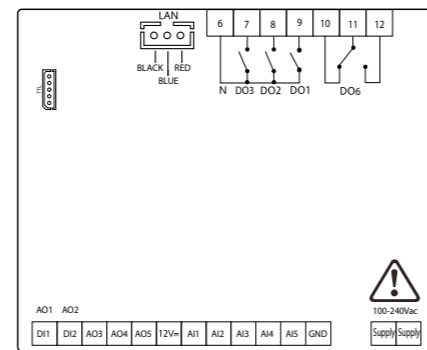 LAN
6 7 8 9 10 11 12
BLACK RED
BLUE
N DO3 DO2 DO1 DO6
TTL
100-240Vac
AO1 AO2
DI1 DI2 AO3 AO4 AO5 12V= AI1 AI2 AI3 AI4 AI5 GND Supply Supply